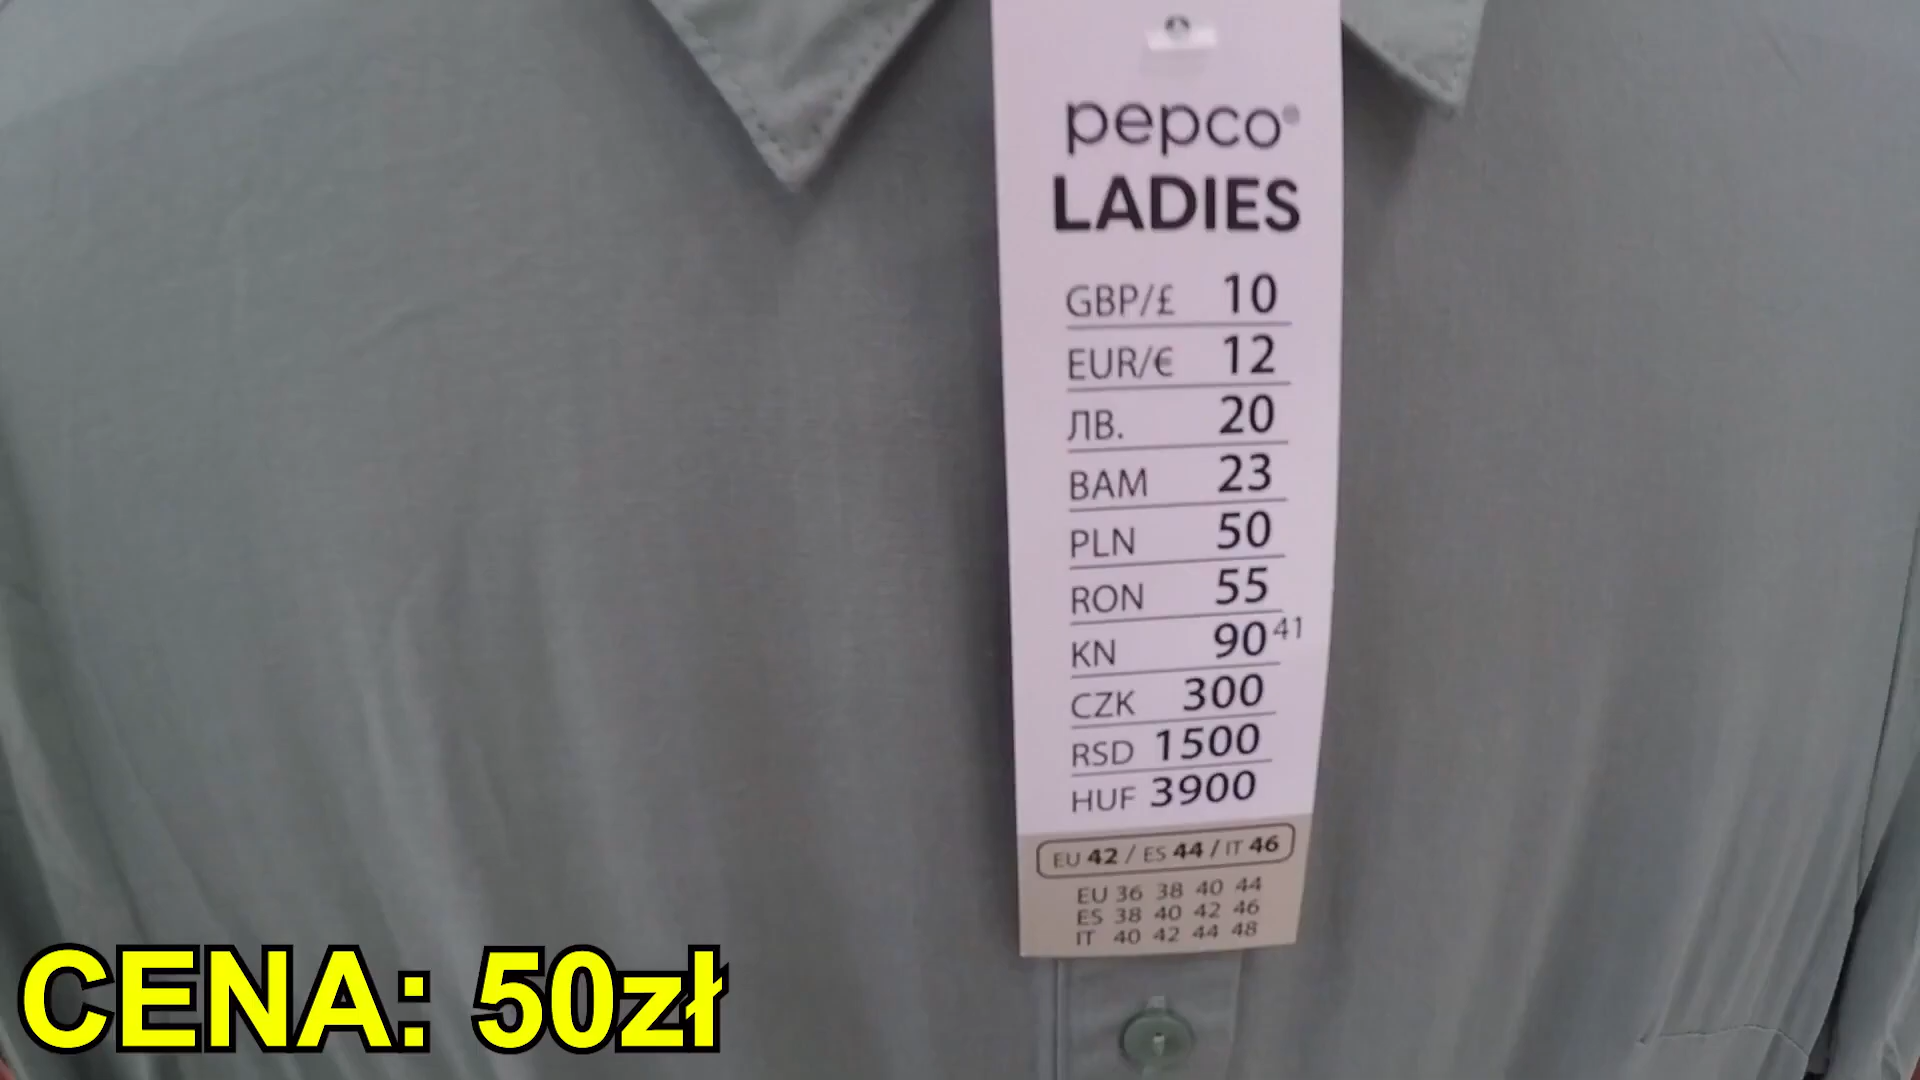 pepco®
LADIES
GBP/£ 10
EUR/€ 12
ЛВ. 20
BAM 23
PLN 50
RON 55
KN 90 41
CZK 300
RSD 1500
HUF 3900
EU 42 / ES 44 / IT 46
EU 36 38 40 44
ES 38 40 42 46
IT 40 42 44 48
CENA: 50zł